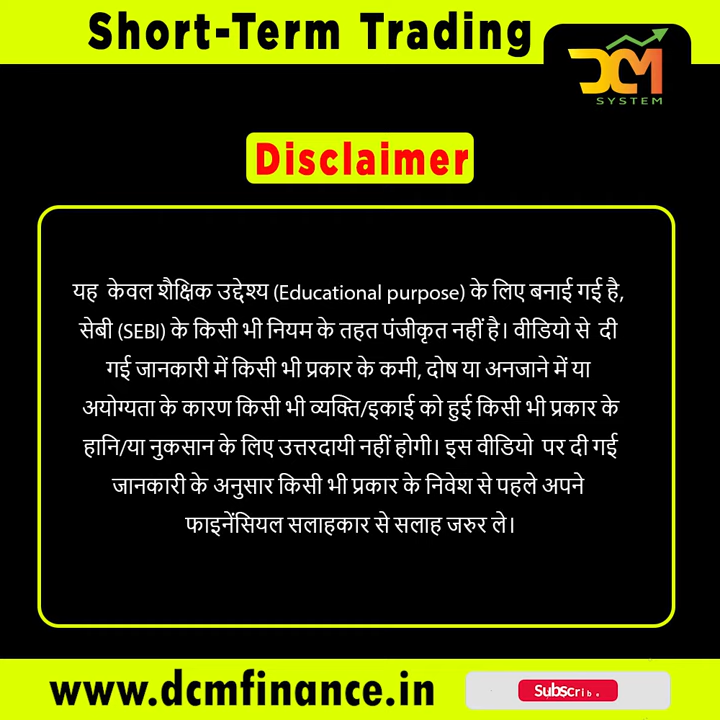 Short-Term Trading
DCM
SYSTEM
Disclaimer
यह केवल शैक्षिक उद्देश्य (Educational purpose) के लिए बनाई गई है,
सेबी (SEBI) के किसी भी नियम के तहत पंजीकृत नहीं है। वीडियो से दी
गई जानकारी में किसी भी प्रकार के कमी, दोष या अनजाने में या
अयोग्यता के कारण किसी भी व्यक्ति/इकाई को हुई किसी भी प्रकार के
हानि/या नुकसान के लिए उत्तरदायी नहीं होगी। इस वीडियो पर दी गई
जानकारी के अनुसार किसी भी प्रकार के निवेश से पहले अपने
फाइनेंसियल सलाहकार से सलाह जरुर ले।
www.dcmfinance.in